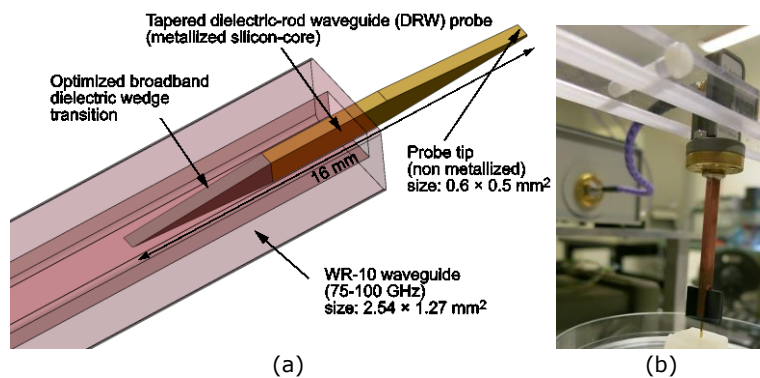 Tapered dielectric-rod waveguide (DRW) probe
(metallized silicon-core)
Optimized broadband
dielectric wedge
transition
16 mm
Probe tip
(non metallized)
size: 0.6 × 0.5 mm²
WR-10 waveguide
(75-100 GHz)
size: 2.54 × 1.27 mm²
(a)
(b)